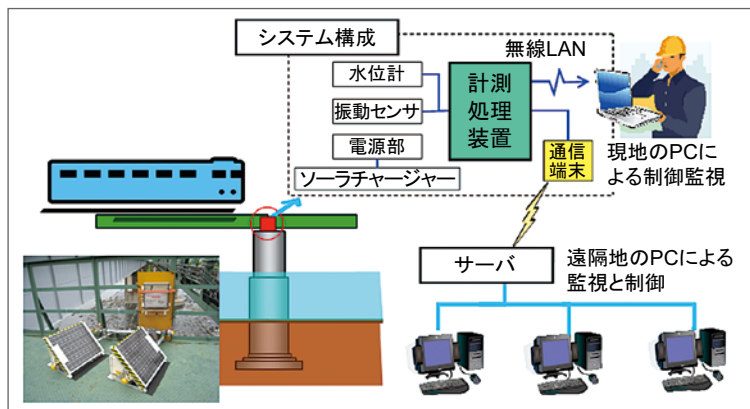 システム構成
無線LAN
水位計
振動センサ
電源部
ソーラチャージャー
計測
処理
装置
通信
端末
現地のPCに
よる制御監視
サーバ
遠隔地のPCによる
監視と制御